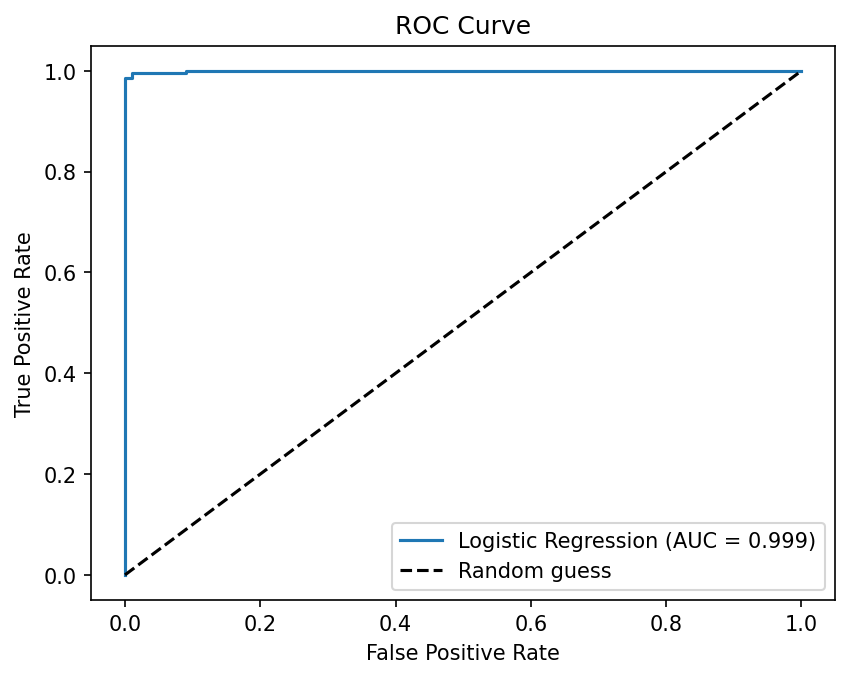 ROC Curve
True Positive Rate
1.0
0.8
0.6
0.4
0.2
0.0
Logistic Regression (AUC = 0.999)
Random guess
0.0 0.2 0.4 0.6 0.8 1.0
False Positive Rate